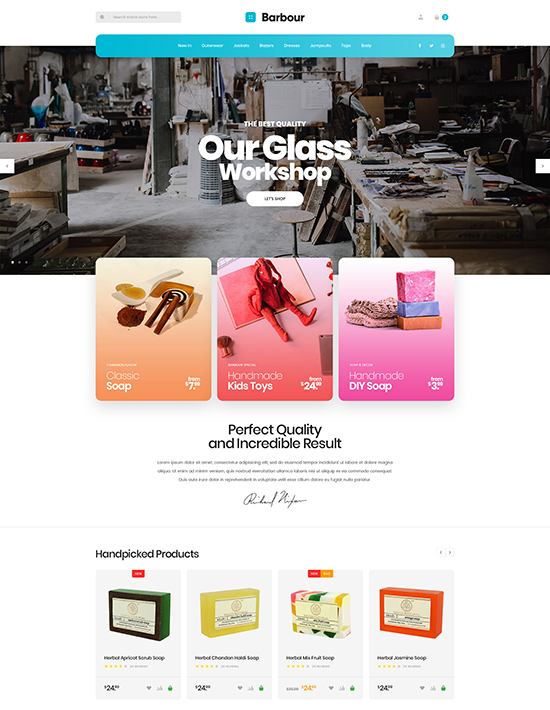 Search entire store here...
Barbour
2
New In Outerwear Jackets Blazers Dresses Jumpsuits Tops Body
THE BEST QUALITY
Our Glass
Workshop
LET'S SHOP
Classic
Soap
from
$7.99
BARBOUR SPECIAL
Handmade
Kids Toys
from
$24.99
SOAP & DECOR
Handmade
DIY Soap
from
$3.99
Perfect Quality
and Incredible Result
Lorem ipsum dolor sit amet, consectetur adipisicing elit, sed do eiusmod tempor incididunt ut labore et dolore magna
aliqua. Ut enim ad minim veniam, quis nostrud exercitation ullamco laboris nisi ut aliquip ex ea commodo consequat.
Duis aute irure dolor in reprehenderit in voluptate velit esse cillum dolore eu fugiat nulla pariatur.
Handpicked Products
NEW
Herbal Apricot Scrub Soap
$24.99
Herbal Chandan Haldi Soap
$24.99
NEW SALE
Herbal Mix Fruit Soap
$24.99
Herbal Jasmine Soap
$24.99